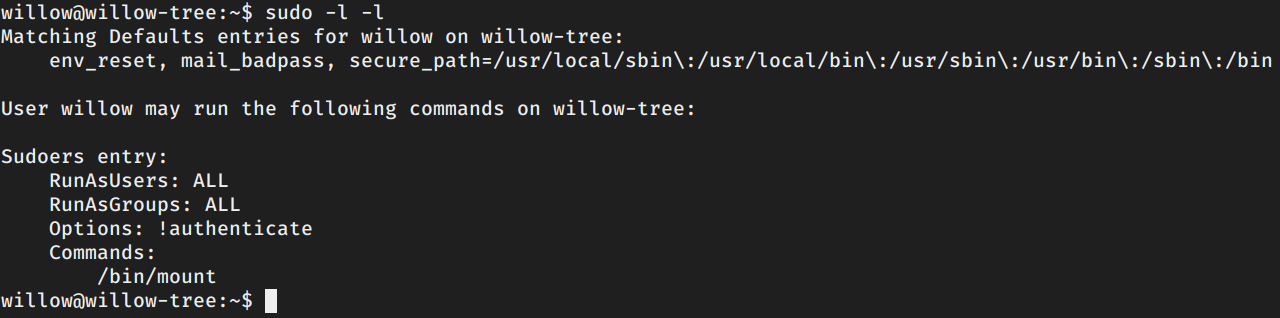 willow@willow-tree:~$ sudo -l -l
Matching Defaults entries for willow on willow-tree:
    env_reset, mail_badpass, secure_path=/usr/local/sbin\:/usr/local/bin\:/usr/sbin\:/usr/bin\:/sbin\:/bin

User willow may run the following commands on willow-tree:

Sudoers entry:
    RunAsUsers: ALL
    RunAsGroups: ALL
    Options: !authenticate
    Commands:
        /bin/mount
willow@willow-tree:~$